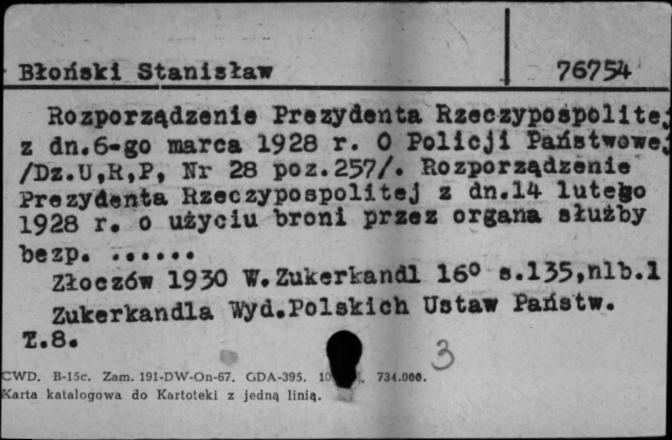 Błoński Stanisław 76754
Rozporządzenie Prezydenta Rzeczypospolitej
z dn.6-go marca 1928 r. O Policji Państwowej
/Dz.U,R,P, Nr 28 poz.257/. Rozporządzenie
Prezydenta Rzeczypospolitej z dn.14 lutego
1928 r. o użyciu broni przez organa służby
bezp. ......
Złoczów 1930 W.Zukerkandl 16° s.135,nlb.1
Zukerkandla Wyd.Polskich Ustaw Państw.
Z.8.
3
CWD. B-15c. Zam. 191-DW-On-67. GDA-395. 734.000.
Karta katalogowa do Kartoteki z jedną linią.